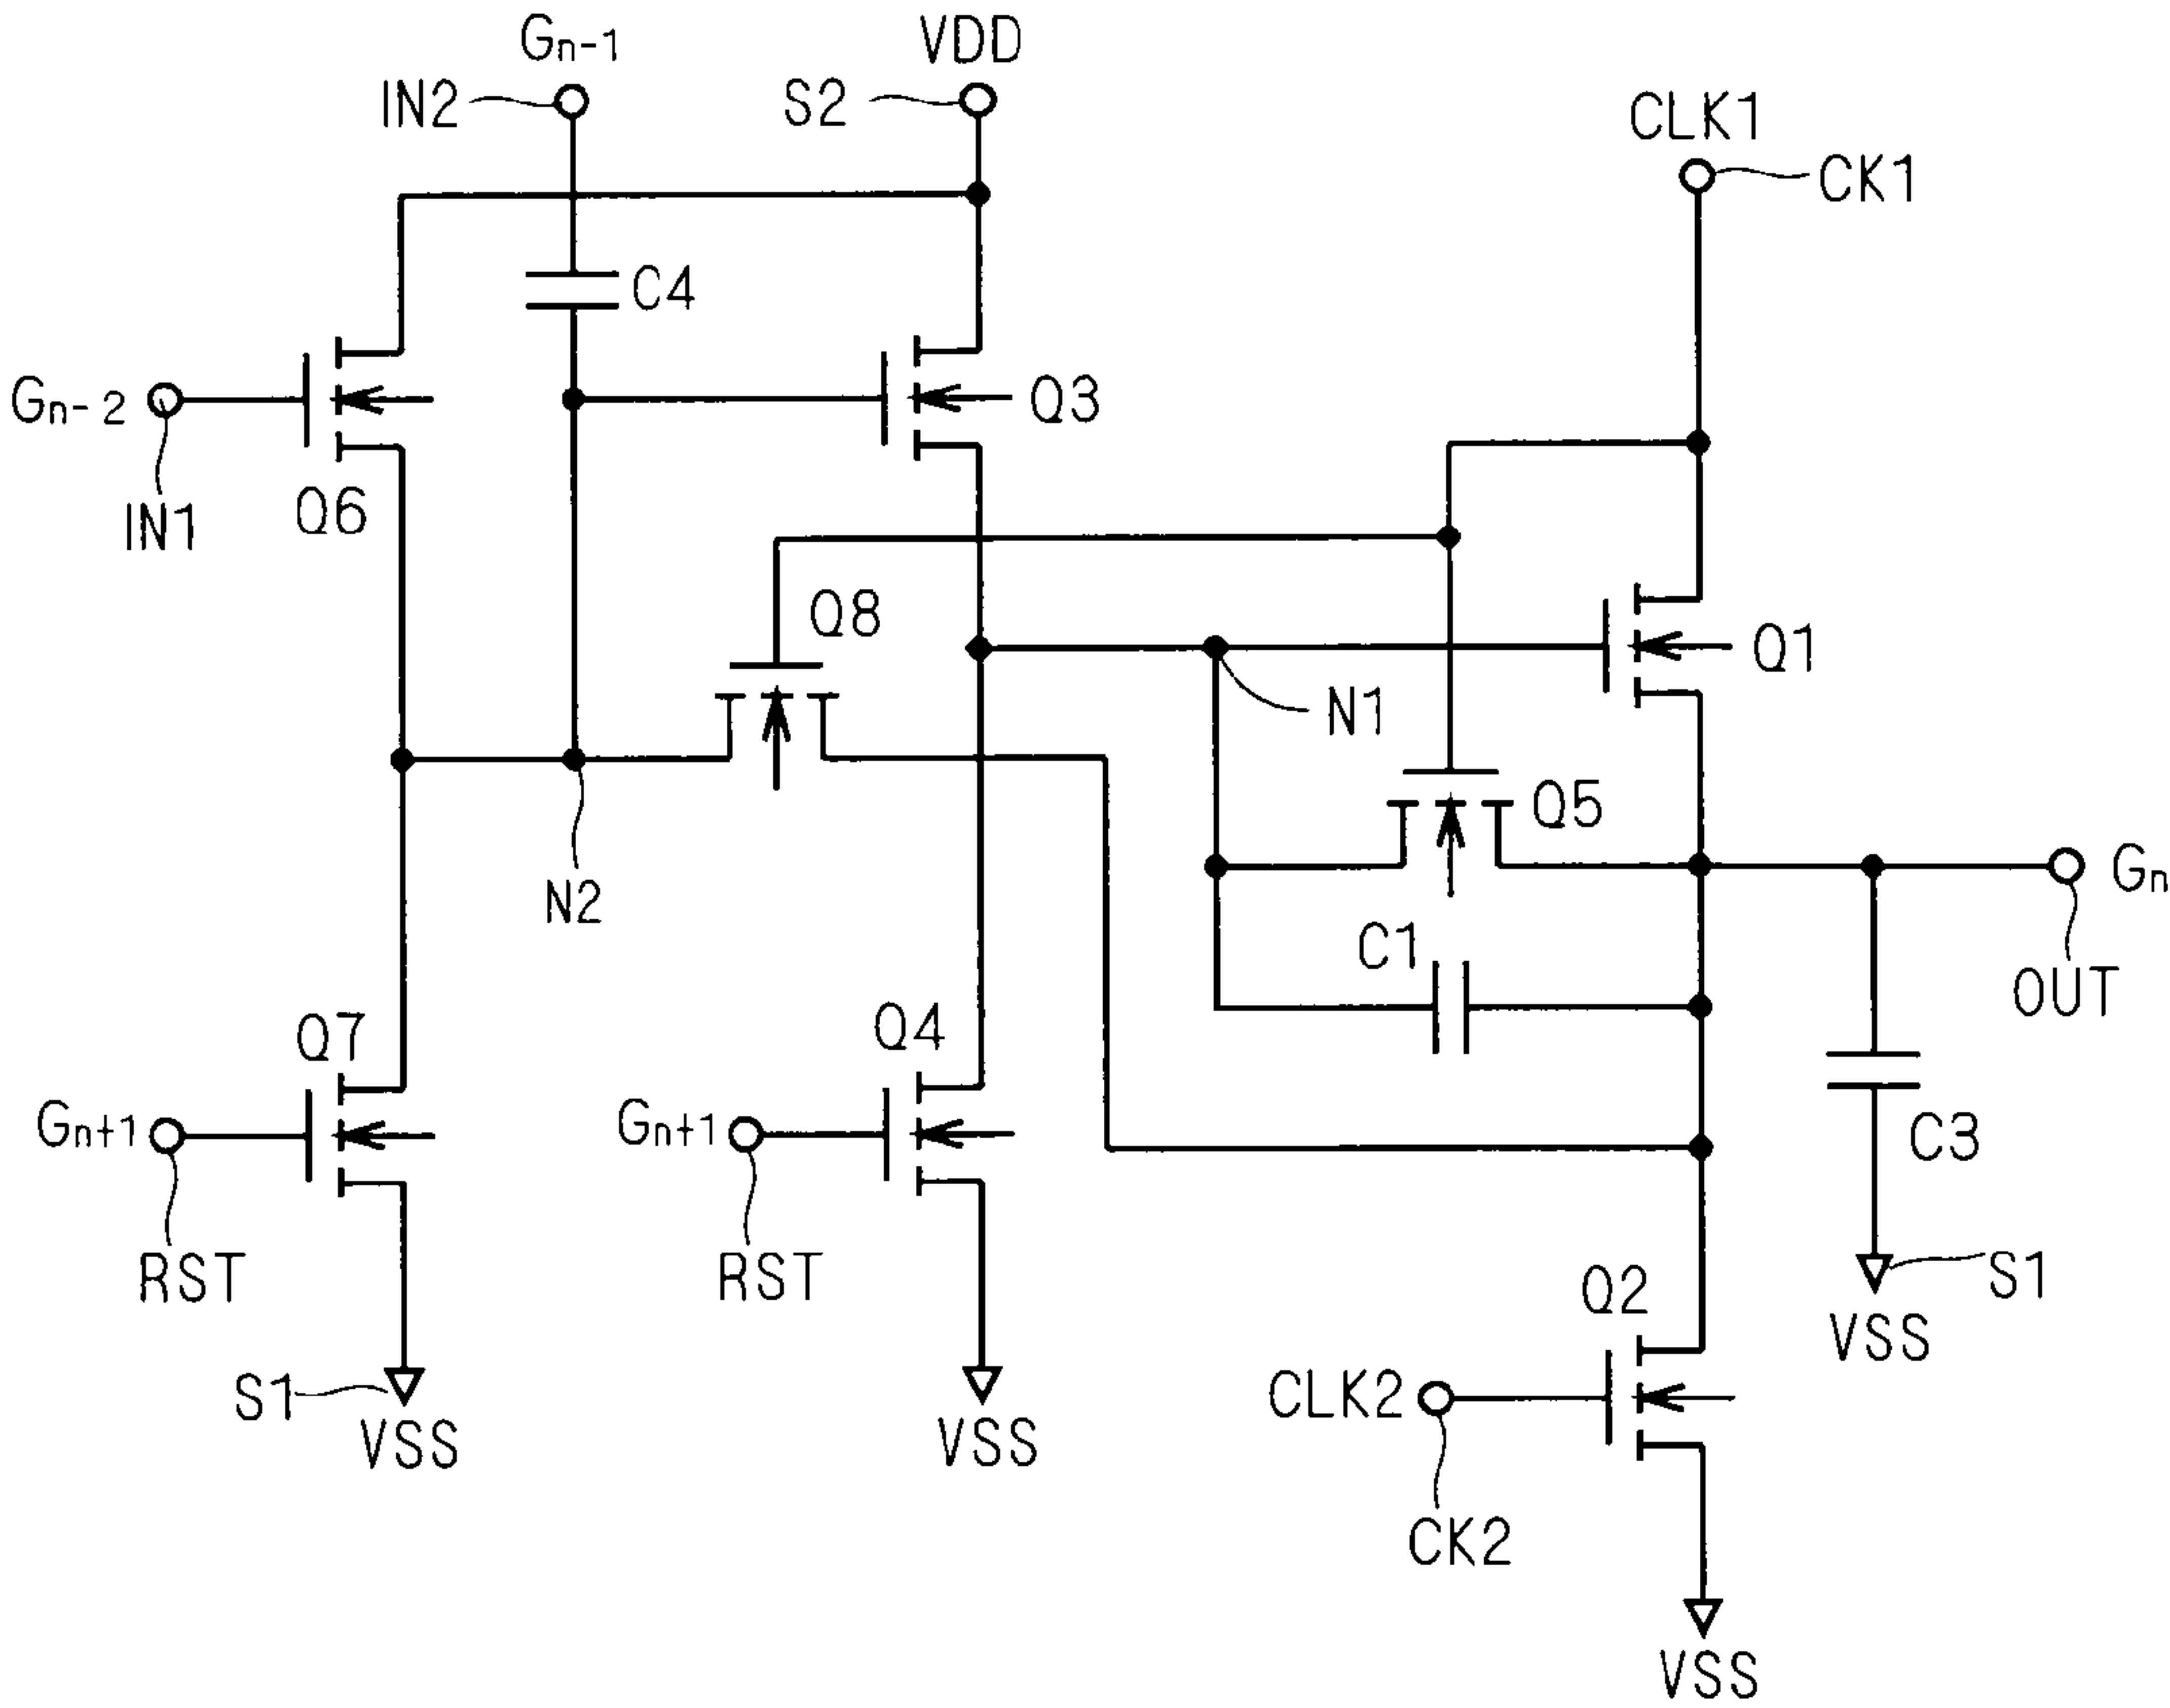 Gn-1
VDD
IN2
S2
CLK1
CK1
C4
Gn-2
Q3
IN1
Q6
Q8
Q1
N1
Q5
Gn
N2
C1
OUT
Q7
Q4
Gn+1
Gn+1
C3
RST
RST
Q2
S1
VSS
S1
CLK2
VSS
VSS
CK2
VSS